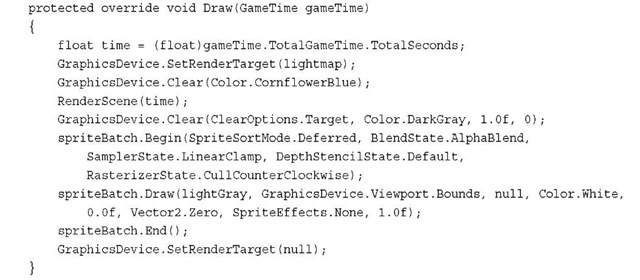 protected override void Draw(GameTime gameTime)
{
    float time = (float)gameTime.TotalGameTime.TotalSeconds;
    GraphicsDevice.SetRenderTarget(lightmap);
    GraphicsDevice.Clear(Color.CornflowerBlue);
    RenderScene(time);
    GraphicsDevice.Clear(ClearOptions.Target, Color.DarkGray, 1.0f, 0);
    spriteBatch.Begin(SpriteSortMode.Deferred, BlendState.AlphaBlend,
        SamplerState.LinearClamp, DepthStencilState.Default,
        RasterizerState.CullCounterClockwise);
    spriteBatch.Draw(lightGray, GraphicsDevice.Viewport.Bounds, null, Color.White,
        0.0f, Vector2.Zero, SpriteEffects.None, 1.0f);
    spriteBatch.End();
    GraphicsDevice.SetRenderTarget(null);
}